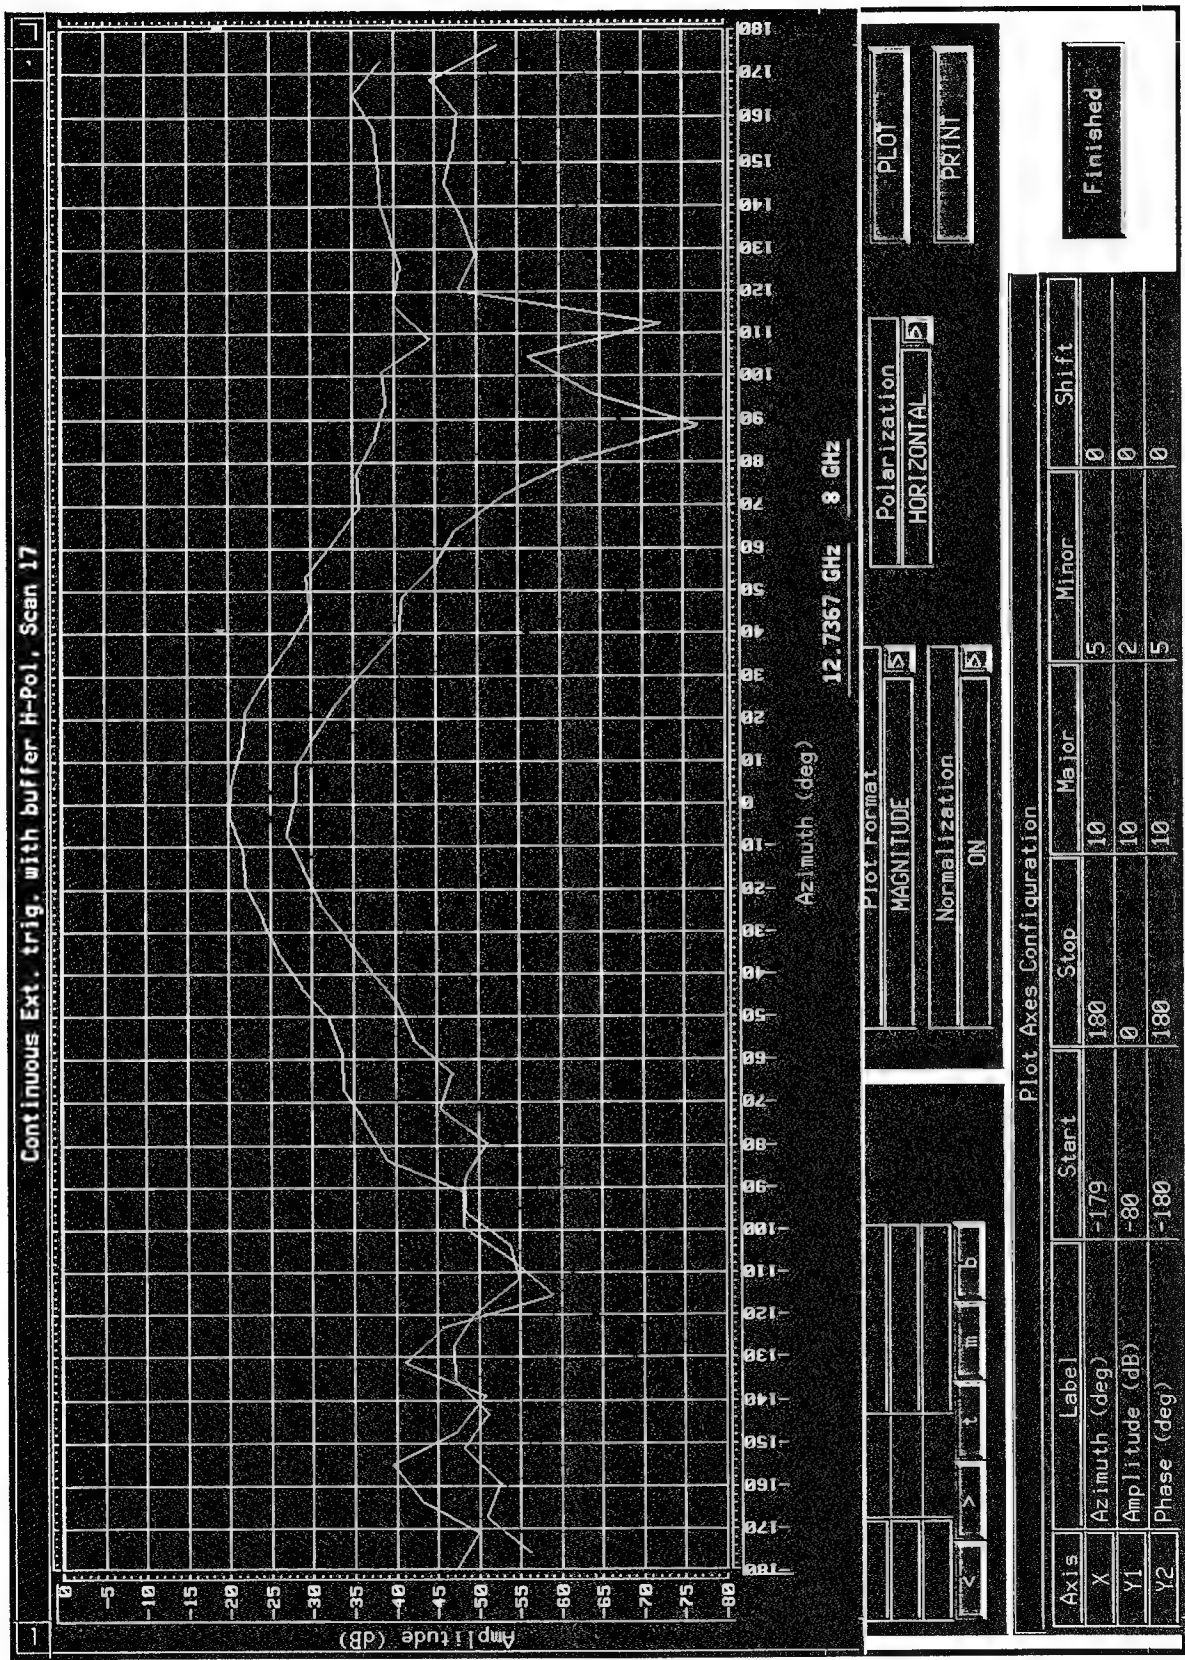 Continuous Ext. trig. with buffer H-Pol, Scan 17
Amplitude (dB)
0
-5
-10
-15
-20
-25
-30
-35
-40
-45
-50
-55
-60
-65
-70
-75
-80
-180 -170 -160 -150 -140 -130 -120 -110 -100 -90 -80 -70 -60 -50 -40 -30 -20 -10 0 10 20 30 40 50 60 70 80 90 100 110 120 130 140 150 160 170 180
Azimuth (deg)
12.7367 GHz 8 GHz
< > t m b
Plot Format
MAGNITUDE
Normalization
ON
Polarization
HORIZONTAL
PLOT
PRINT
Plot Axes Configuration
Axis Label Start Stop Major Minor Shift
X Azimuth (deg) -179 180 10 5 0
Y1 Amplitude (dB) -80 0 10 2 0
Y2 Phase (deg) -180 180 10 5 0
Finished